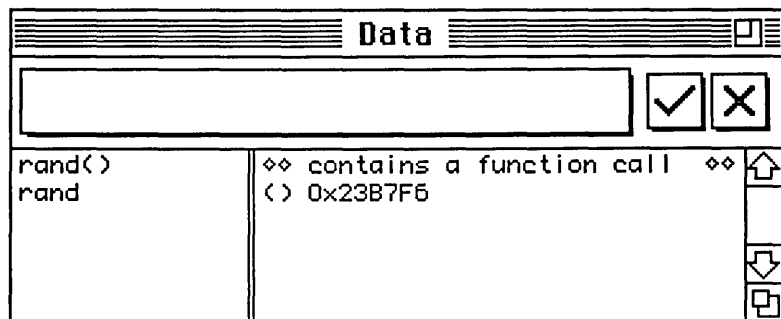 Data
rand() ◇◇ contains a function call ◇◇
rand () 0x23B7F6